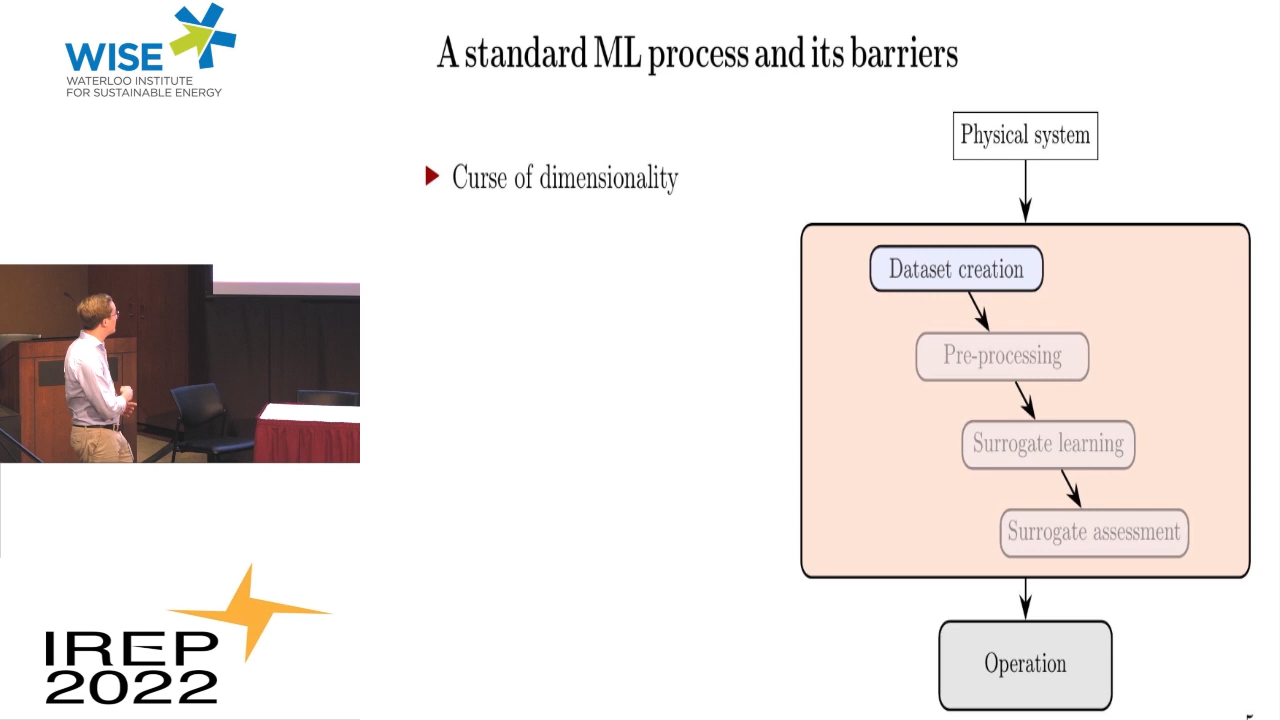 WISE
WATERLOO INSTITUTE
FOR SUSTAINABLE ENERGY
A standard ML process and its barriers
Curse of dimensionality
Physical system
Dataset creation
Pre-processing
Surrogate learning
Surrogate assessment
Operation
IREP
2022